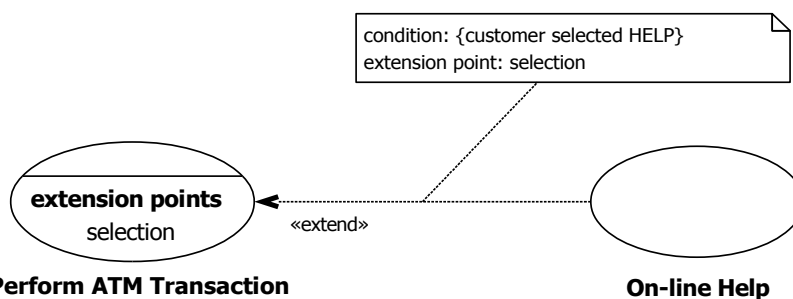 condition: {customer selected HELP}
extension point: selection
extension points
selection
«extend»
Perform ATM Transaction
On-line Help